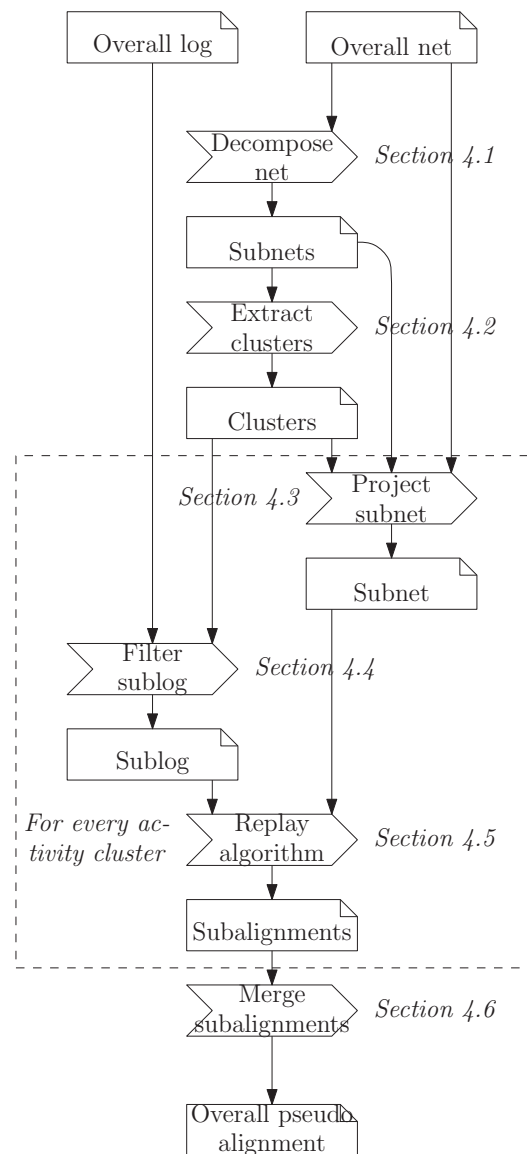 Overall log
Overall net
Decompose
net
Section 4.1
Subnets
Extract
clusters
Section 4.2
Clusters
Section 4.3
Project
subnet
Subnet
Filter
sublog
Section 4.4
Sublog
For every ac-
tivity cluster
Replay
algorithm
Section 4.5
Subalignments
Merge
subalignments
Section 4.6
Overall pseudo
alignment